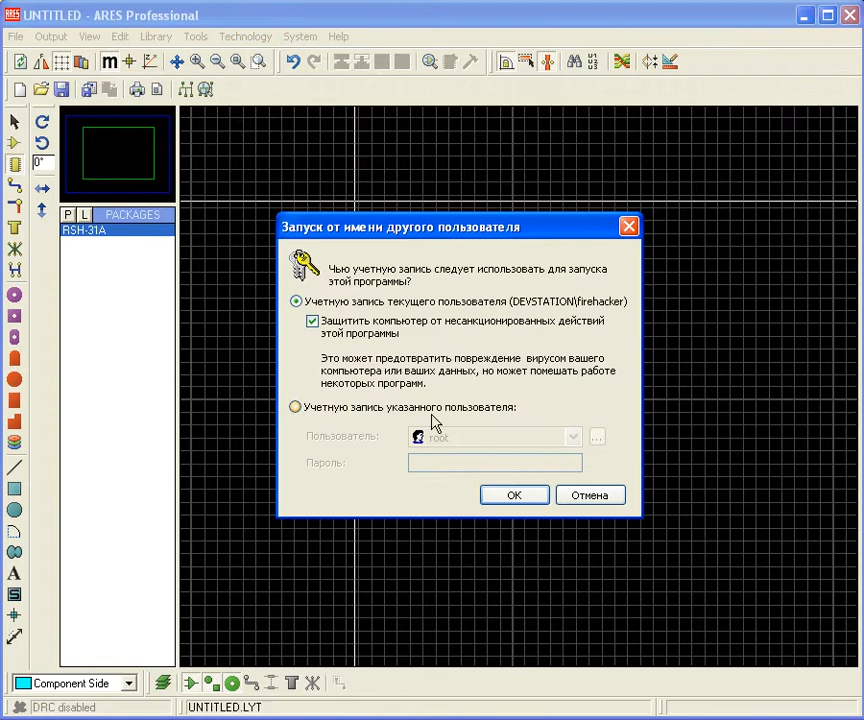 UNTITLED - ARES Professional
File Output View Edit Library Tools Technology System Help
0°
P L PACKAGES
RSH-31A
Запуск от имени другого пользователя
Чью учетную запись следует использовать для запуска
этой программы?
Учетную запись текущего пользователя (DEVSTATION\firehacker)
Защитить компьютер от несанкционированных действий
этой программы
Это может предотвратить повреждение вирусом вашего
компьютера или ваших данных, но может помешать работе
некоторых программ.
Учетную запись указанного пользователя:
Пользователь: root ...
Пароль:
ОК Отмена
Component Side
DRC disabled UNTITLED.LYT